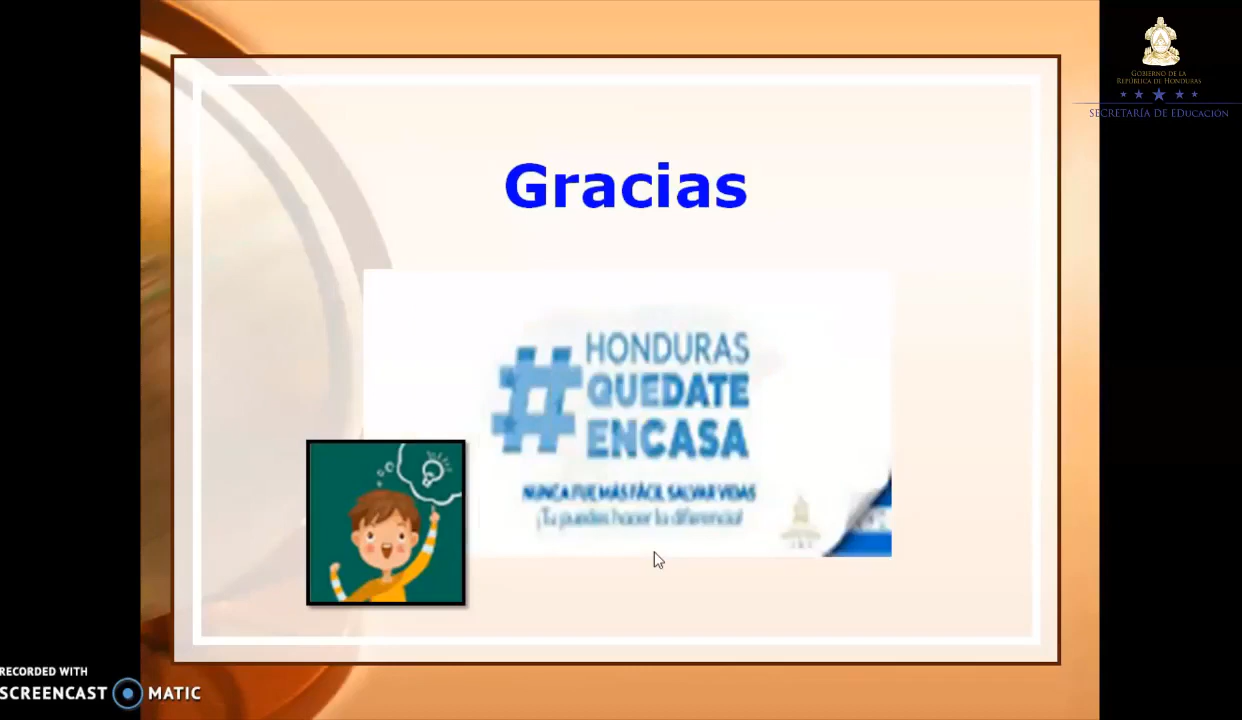 GOBIERNO DE LA
REPÚBLICA DE HONDURAS
SECRETARÍA DE EDUCACIÓN
Gracias
#HONDURAS
QUEDATE
ENCASA
NUNCA FUE MÁS FÁCIL SALVAR VIDAS
¡Tu puedes hacer la diferencia!
RECORDED WITH
SCREENCAST MATIC